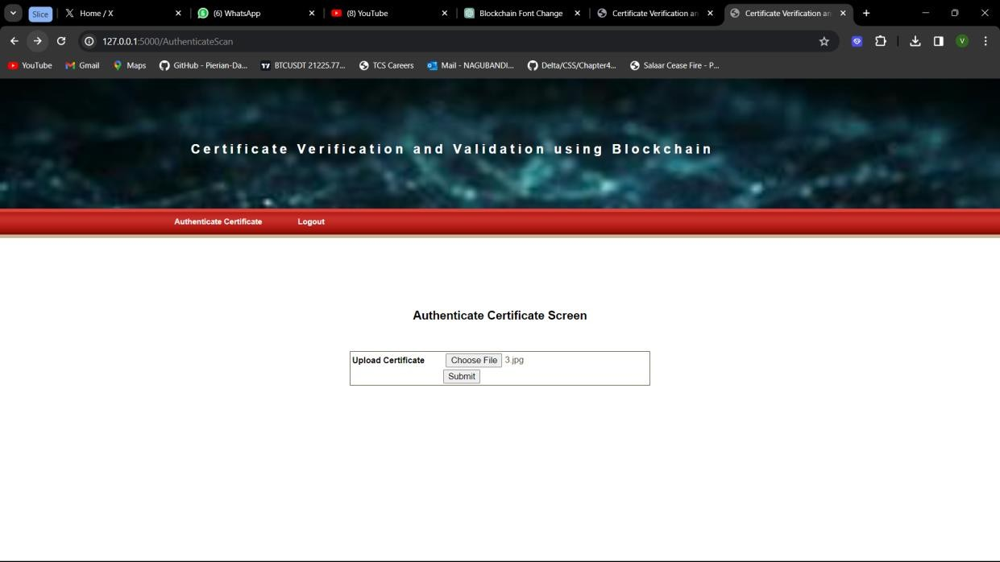 Slice
Home / X
(6) WhatsApp
(8) YouTube
Blockchain Font Change
Certificate Verification an
Certificate Verification an
127.0.0.1:5000/AuthenticateScan
V
YouTube
Gmail
Maps
GitHub - Pierian-Da...
BTCUSDT 21225.77...
TCS Careers
Mail - NAGUBANDI...
Delta/CSS/Chapter4...
Salaar Cease Fire - P...
Certificate Verification and Validation using Blockchain
Authenticate Certificate
Logout
Authenticate Certificate Screen
Upload Certificate Choose File 3.jpg
Submit